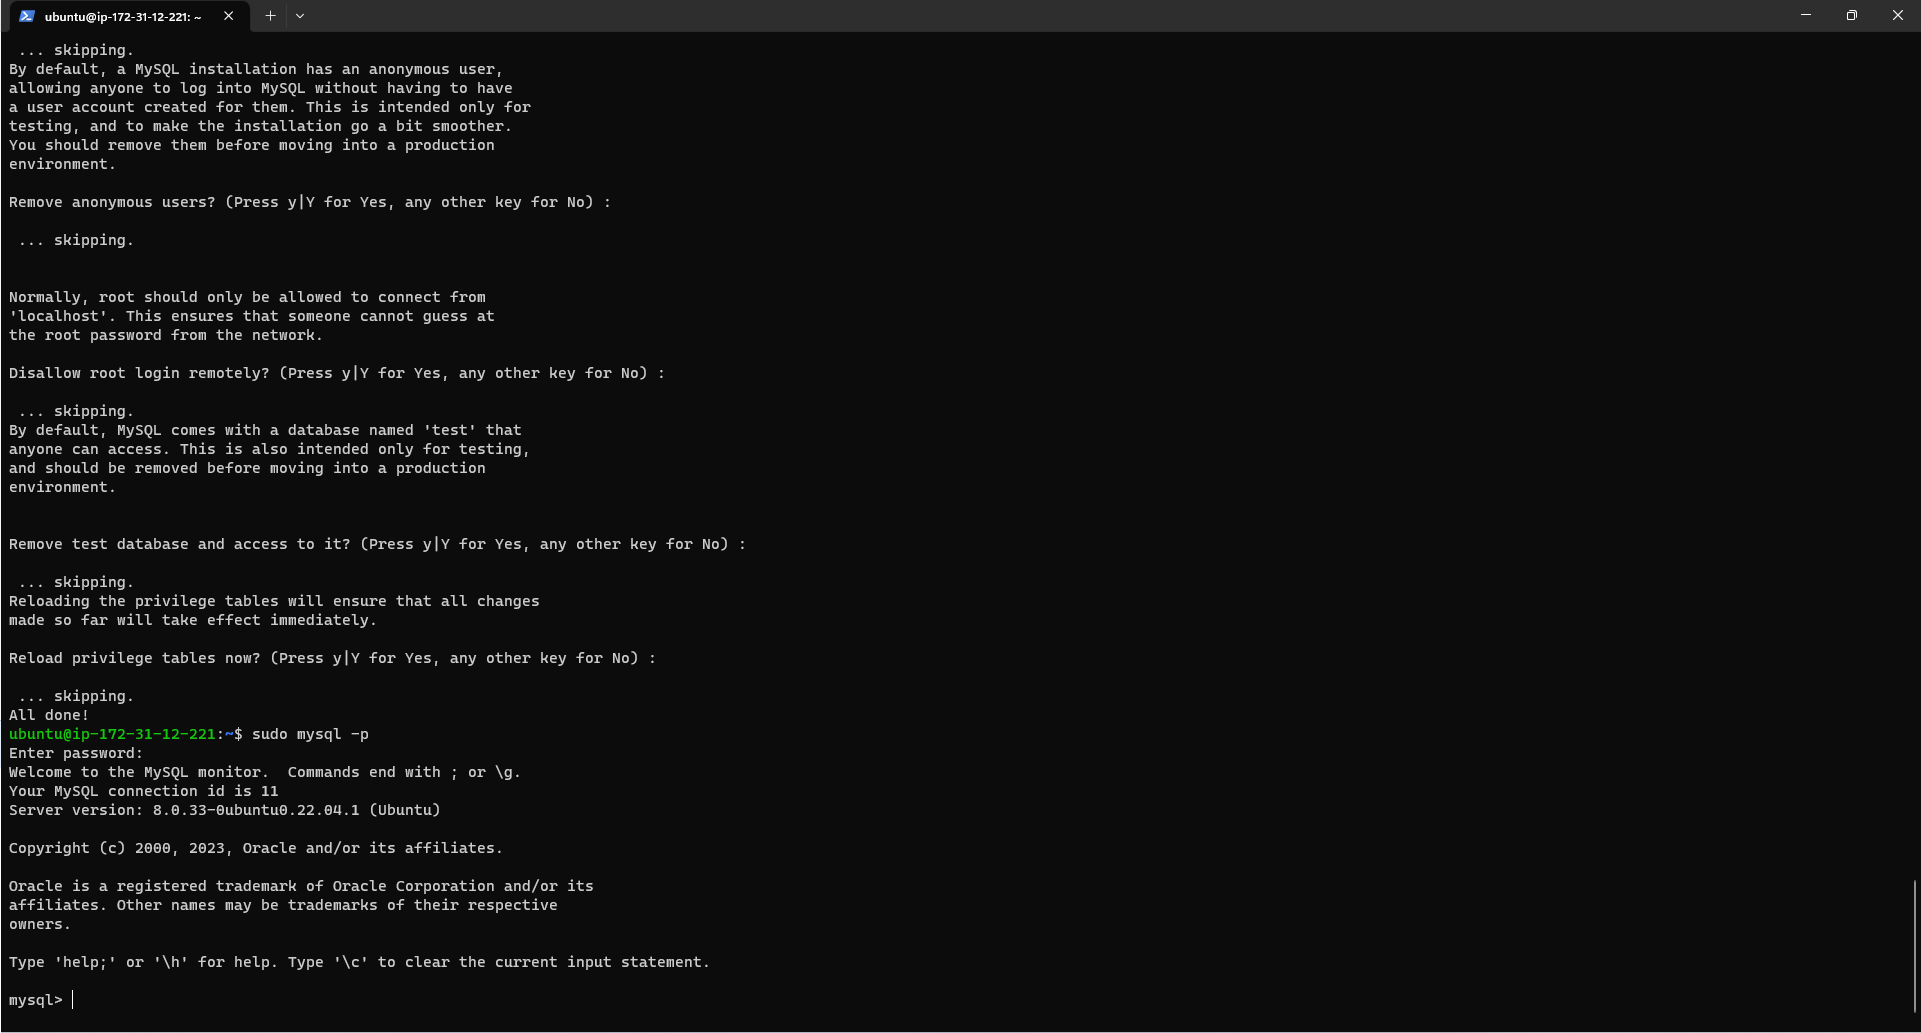 ubuntu@ip-172-31-12-221: ~
... skipping.
By default, a MySQL installation has an anonymous user,
allowing anyone to log into MySQL without having to have
a user account created for them. This is intended only for
testing, and to make the installation go a bit smoother.
You should remove them before moving into a production
environment.
Remove anonymous users? (Press y|Y for Yes, any other key for No) :
... skipping.
Normally, root should only be allowed to connect from
'localhost'. This ensures that someone cannot guess at
the root password from the network.
Disallow root login remotely? (Press y|Y for Yes, any other key for No) :
... skipping.
By default, MySQL comes with a database named 'test' that
anyone can access. This is also intended only for testing,
and should be removed before moving into a production
environment.
Remove test database and access to it? (Press y|Y for Yes, any other key for No) :
... skipping.
Reloading the privilege tables will ensure that all changes
made so far will take effect immediately.
Reload privilege tables now? (Press y|Y for Yes, any other key for No) :
... skipping.
All done!
ubuntu@ip-172-31-12-221:~$ sudo mysql -p
Enter password:
Welcome to the MySQL monitor.  Commands end with ; or \g.
Your MySQL connection id is 11
Server version: 8.0.33-0ubuntu0.22.04.1 (Ubuntu)
Copyright (c) 2000, 2023, Oracle and/or its affiliates.
Oracle is a registered trademark of Oracle Corporation and/or its
affiliates. Other names may be trademarks of their respective
owners.
Type 'help;' or '\h' for help. Type '\c' to clear the current input statement.
mysql>